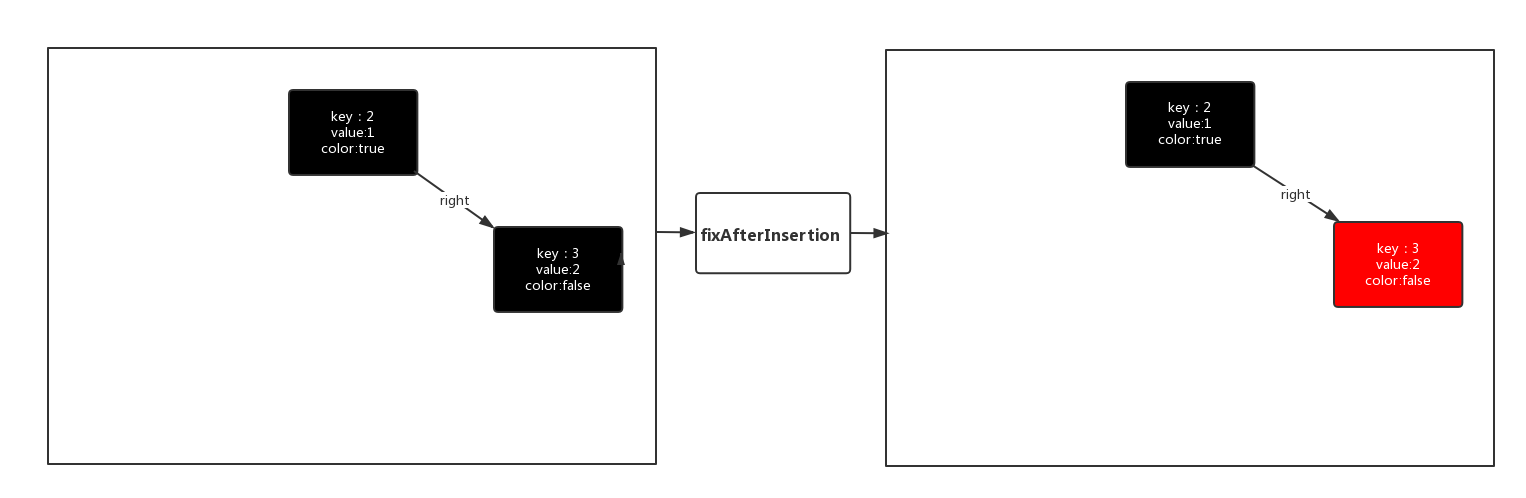 key：2
value:1
color:true
right
key：3
value:2
color:false
fixAfterInsertion
key：2
value:1
color:true
right
key：3
value:2
color:false